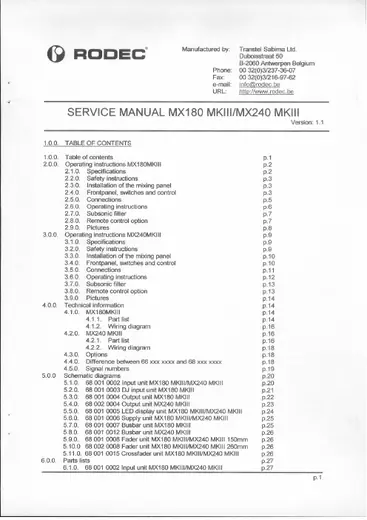 RODEC
Manufactured by: Transtel Sabima Ltd.
Duboisstraat 50
B-2060 Antwerpen Belgium
Phone: 00 32(0)3/237-36-07
Fax: 00 32(0)3/216-97-62
e-mail: info@rodec.be
URL: http://www.rodec.be
SERVICE MANUAL MX180 MKIII/MX240 MKIII
Version: 1.1
1.0.0. TABLE OF CONTENTS
1.0.0. Table of contents p.1
2.0.0. Operating instructions MX180MKIII p.2
2.1.0. Specifications p.2
2.2.0. Safety instructions p.3
2.3.0. Installation of the mixing panel p.3
2.4.0. Frontpanel, switches and control p.3
2.5.0. Connections p.5
2.6.0. Operating instructions p.6
2.7.0. Subsonic filter p.7
2.8.0. Remote control option p.7
2.9.0. Pictures p.8
3.0.0. Operating instructions MX240MKIII p.9
3.1.0. Specifications p.9
3.2.0. Safety instructions p.9
3.3.0. Installation of the mixing panel p.10
3.4.0. Frontpanel, switches and control p.10
3.5.0. Connections p.11
3.6.0. Operating instructions p.12
3.7.0. Subsonic filter p.13
3.8.0. Remote control option p.13
3.9.0. Pictures p.14
4.0.0. Technical information p.14
4.1.0. MX180MKIII p.14
4.1.1. Part list p.14
4.1.2. Wiring diagram p.16
4.2.0. MX240 MKIII p.16
4.2.1. Part list p.16
4.2.2. Wiring diagram p.18
4.3.0. Options p.18
4.4.0. Difference between 66 xxx xxxx and 68 xxx xxxx p.18
4.5.0. Signal numbers p.19
5.0.0 Schematic diagrams p.20
5.1.0. 68 001 0002 Input unit MX180 MKIII/MX240 MKIII p.20
5.2.0. 68 001 0003 DJ input unit MX180 MKIII p.21
5.3.0. 68 001 0004 Output unit MX180 MKIII p.22
5.4.0. 68 002 0004 Output unit MX240 MKIII p.23
5.5.0. 68 001 0005 LED display unit MX180 MKIII/MX240 MKIII p.24
5.6.0. 68 001 0006 Supply unit MX180 MKIII/MX240 MKIII p.25
5.7.0. 68 001 0007 Busbar unit MX180 MKIII p.25
5.8.0. 68 001 0012 Busbar unit MX240 MKIII p.26
5.9.0. 68 001 0008 Fader unit MX180 MKIII/MX240 MKIII 150mm p.26
5.10.0 68 002 0008 Fader unit MX180 MKIII/MX240 MKIII 260mm p.26
5.11.0. 68 001 0015 Crossfader unit MX180 MKIII/MX240 MKIII p.26
6.0.0. Parts lists p.27
6.1.0. 68 001 0002 Input unit MX180 MKIII/MX240 MKIII p.27
p.1